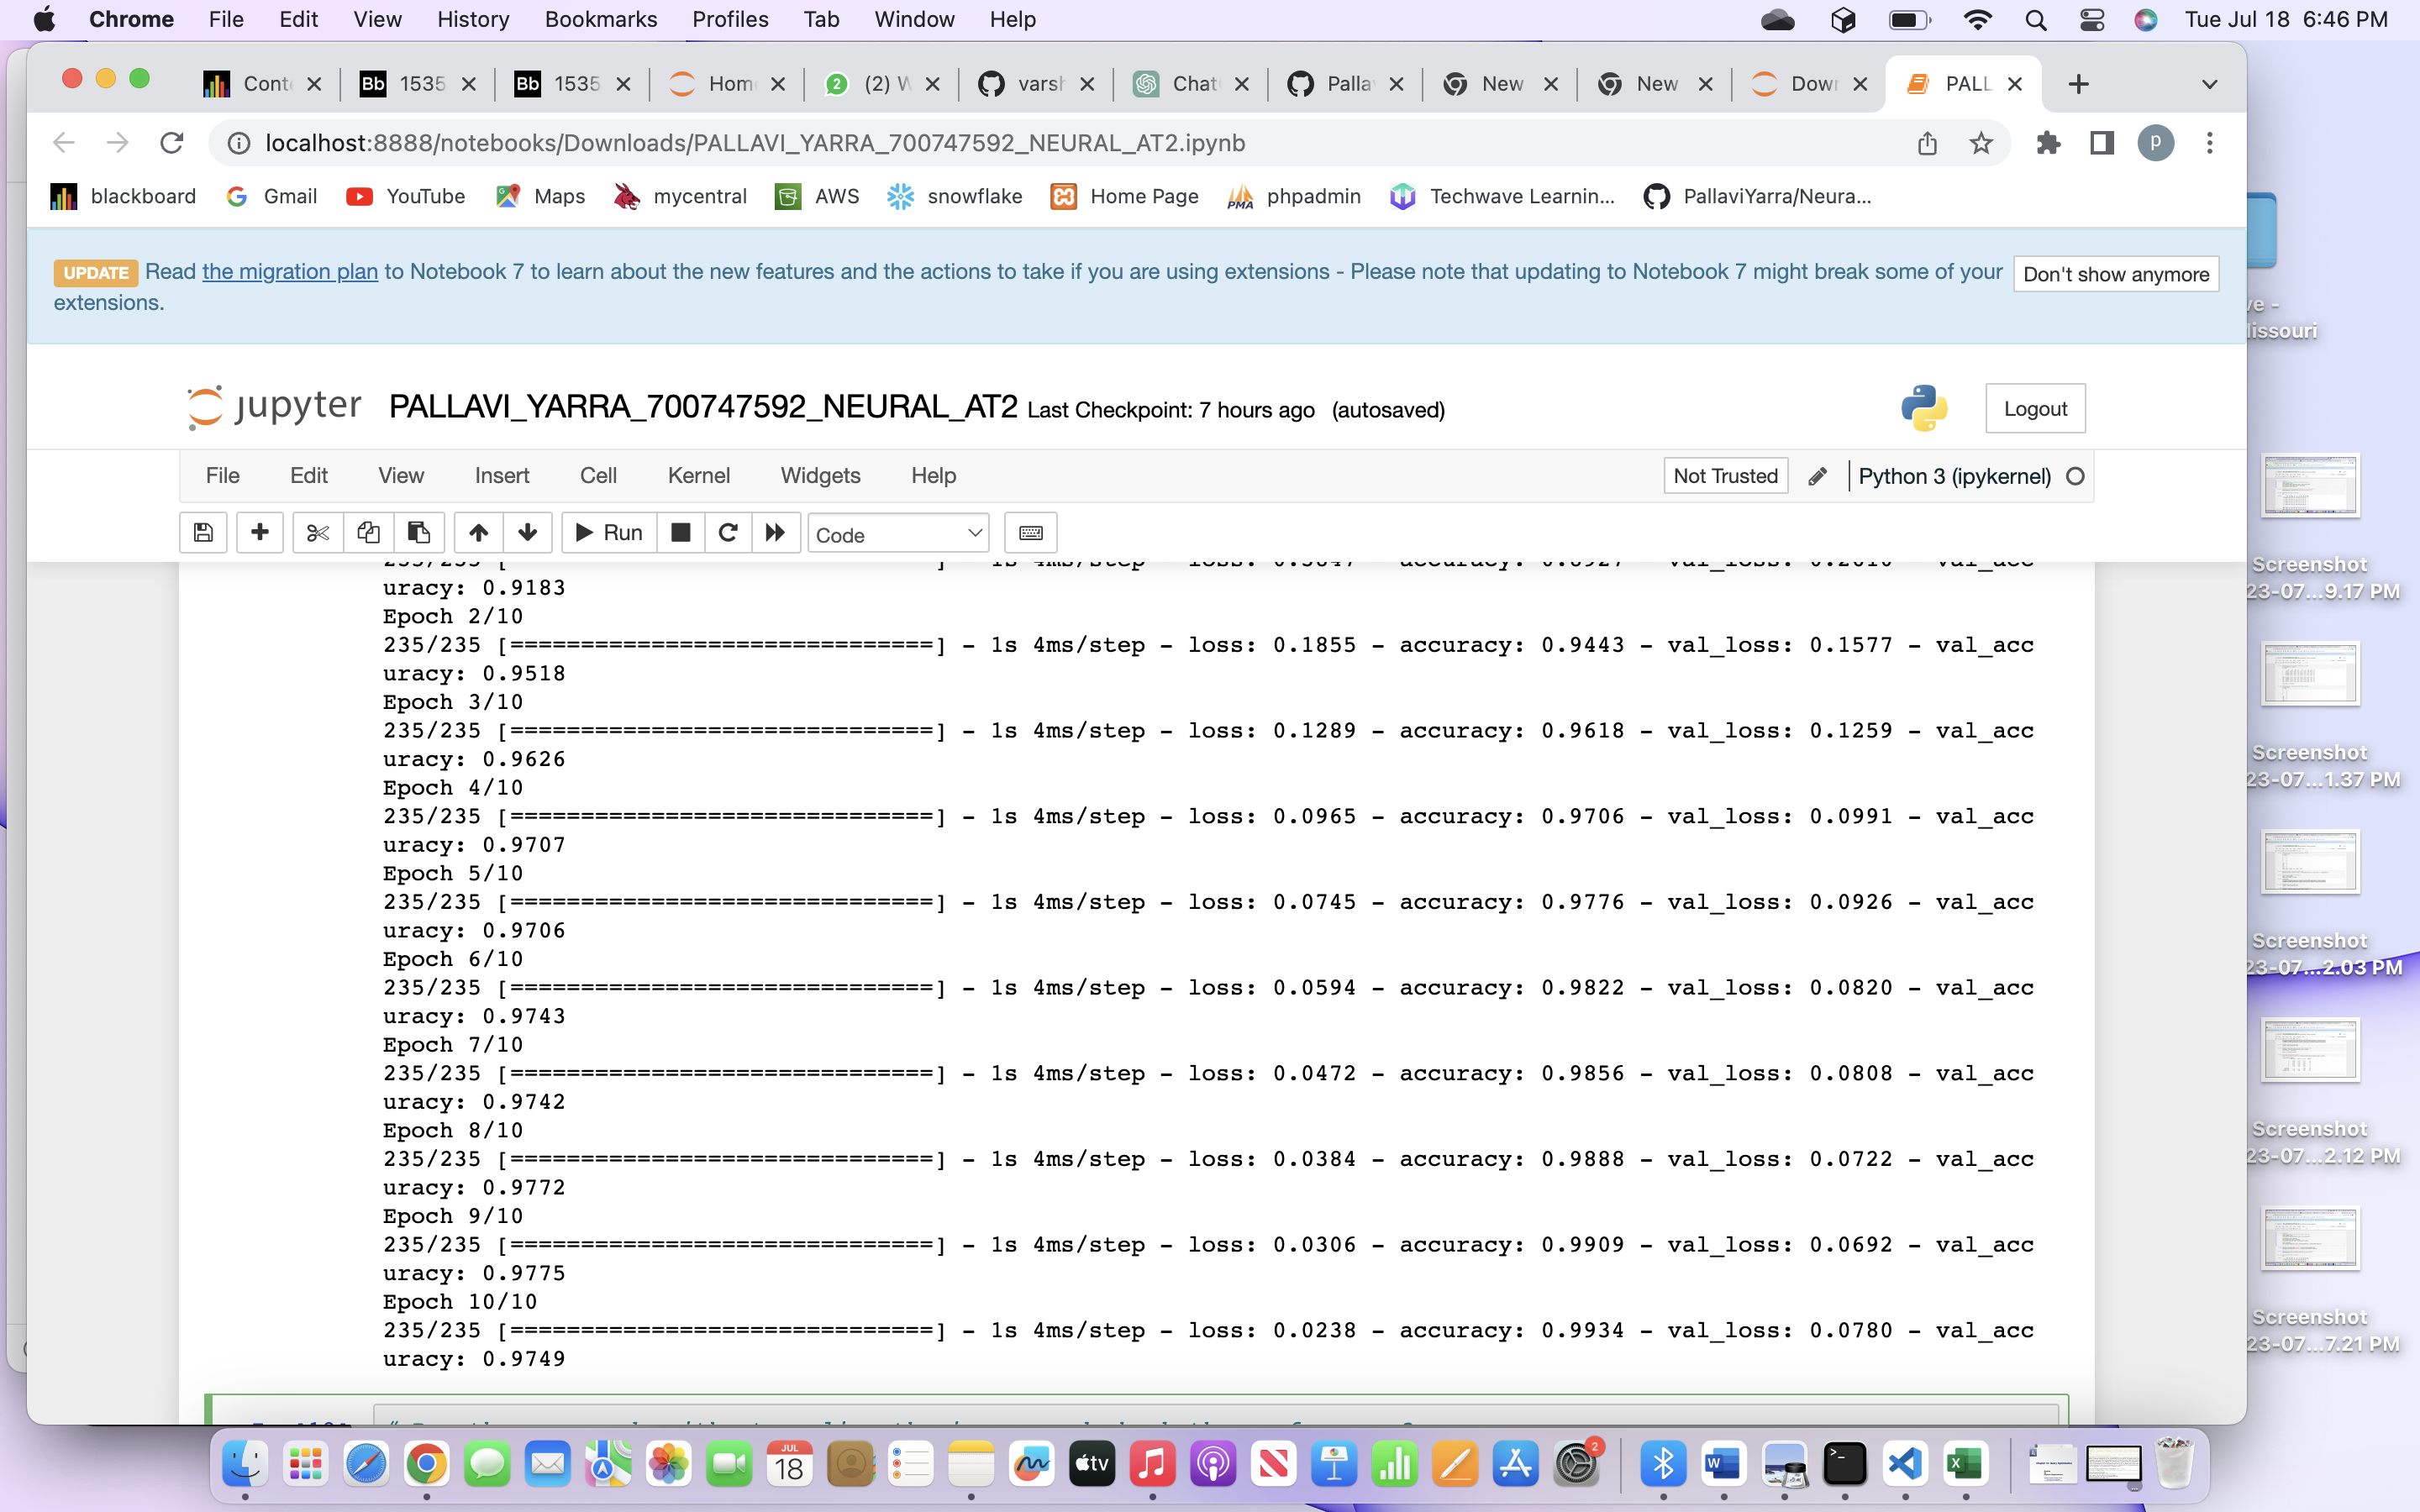 Chrome File Edit View History Bookmarks Profiles Tab Window Help Tue Jul 18 6:46 PM
Conte Bb 1535 Bb 1535 Home (2) W varsh Chat Palla New New Down PALL
localhost:8888/notebooks/Downloads/PALLAVI_YARRA_700747592_NEURAL_AT2.ipynb p
blackboard Gmail YouTube Maps mycentral AWS snowflake Home Page phpadmin Techwave Learnin... PallaviYarra/Neura...
UPDATE Read the migration plan to Notebook 7 to learn about the new features and the actions to take if you are using extensions - Please note that updating to Notebook 7 might break some of your Don't show anymore
extensions.
ve -
lissouri
jupyter PALLAVI_YARRA_700747592_NEURAL_AT2 Last Checkpoint: 7 hours ago (autosaved) Logout
File Edit View Insert Cell Kernel Widgets Help Not Trusted Python 3 (ipykernel)
Run Code
uracy: 0.9183
Epoch 2/10
235/235 [==============================] - 1s 4ms/step - loss: 0.1855 - accuracy: 0.9443 - val_loss: 0.1577 - val_acc
uracy: 0.9518
Epoch 3/10
235/235 [==============================] - 1s 4ms/step - loss: 0.1289 - accuracy: 0.9618 - val_loss: 0.1259 - val_acc
uracy: 0.9626
Epoch 4/10
235/235 [==============================] - 1s 4ms/step - loss: 0.0965 - accuracy: 0.9706 - val_loss: 0.0991 - val_acc
uracy: 0.9707
Epoch 5/10
235/235 [==============================] - 1s 4ms/step - loss: 0.0745 - accuracy: 0.9776 - val_loss: 0.0926 - val_acc
uracy: 0.9706
Epoch 6/10
235/235 [==============================] - 1s 4ms/step - loss: 0.0594 - accuracy: 0.9822 - val_loss: 0.0820 - val_acc
uracy: 0.9743
Epoch 7/10
235/235 [==============================] - 1s 4ms/step - loss: 0.0472 - accuracy: 0.9856 - val_loss: 0.0808 - val_acc
uracy: 0.9742
Epoch 8/10
235/235 [==============================] - 1s 4ms/step - loss: 0.0384 - accuracy: 0.9888 - val_loss: 0.0722 - val_acc
uracy: 0.9772
Epoch 9/10
235/235 [==============================] - 1s 4ms/step - loss: 0.0306 - accuracy: 0.9909 - val_loss: 0.0692 - val_acc
uracy: 0.9775
Epoch 10/10
235/235 [==============================] - 1s 4ms/step - loss: 0.0238 - accuracy: 0.9934 - val_loss: 0.0780 - val_acc
uracy: 0.9749
Screenshot
23-07...9.17 PM
Screenshot
23-07...1.37 PM
Screenshot
23-07...2.03 PM
Screenshot
23-07...2.12 PM
Screenshot
23-07...7.21 PM
JUL
18
tv
2
W
X